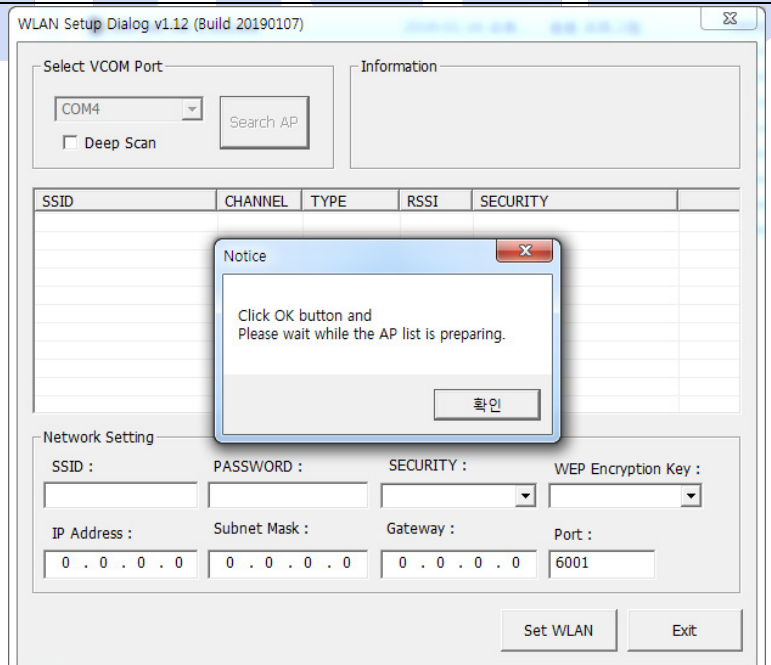 WLAN Setup Dialog v1.12 (Build 20190107)
Select VCOM Port
Information
COM4
Search AP
Deep Scan
SSID CHANNEL TYPE RSSI SECURITY
Notice
Click OK button and
Please wait while the AP list is preparing.
확인
Network Setting
SSID : PASSWORD : SECURITY : WEP Encryption Key :
IP Address : Subnet Mask : Gateway : Port :
0 . 0 . 0 . 0 0 . 0 . 0 . 0 0 . 0 . 0 . 0 6001
Set WLAN Exit